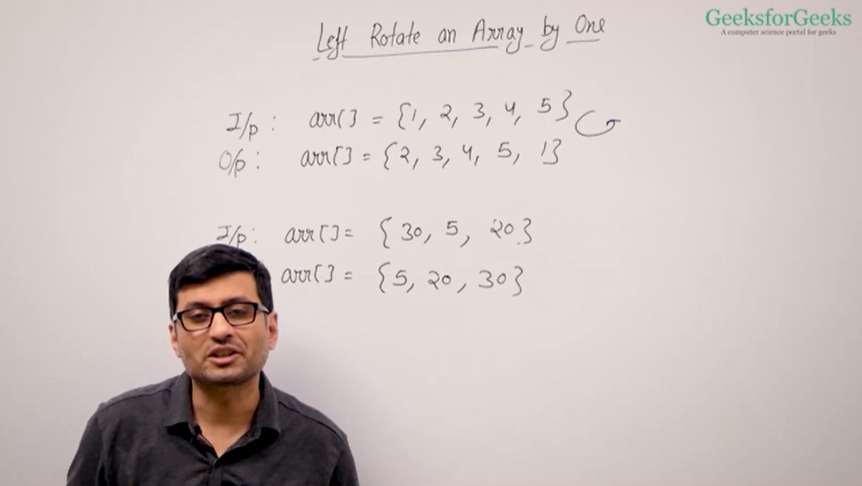 GeeksforGeeks
A computer science portal for geeks
Left Rotate an Array by One
I/p : arr[] = {1, 2, 3, 4, 5}
O/p : arr[] = {2, 3, 4, 5, 1}
I/p : arr[] = {30, 5, 20}
arr[] = {5, 20, 30}